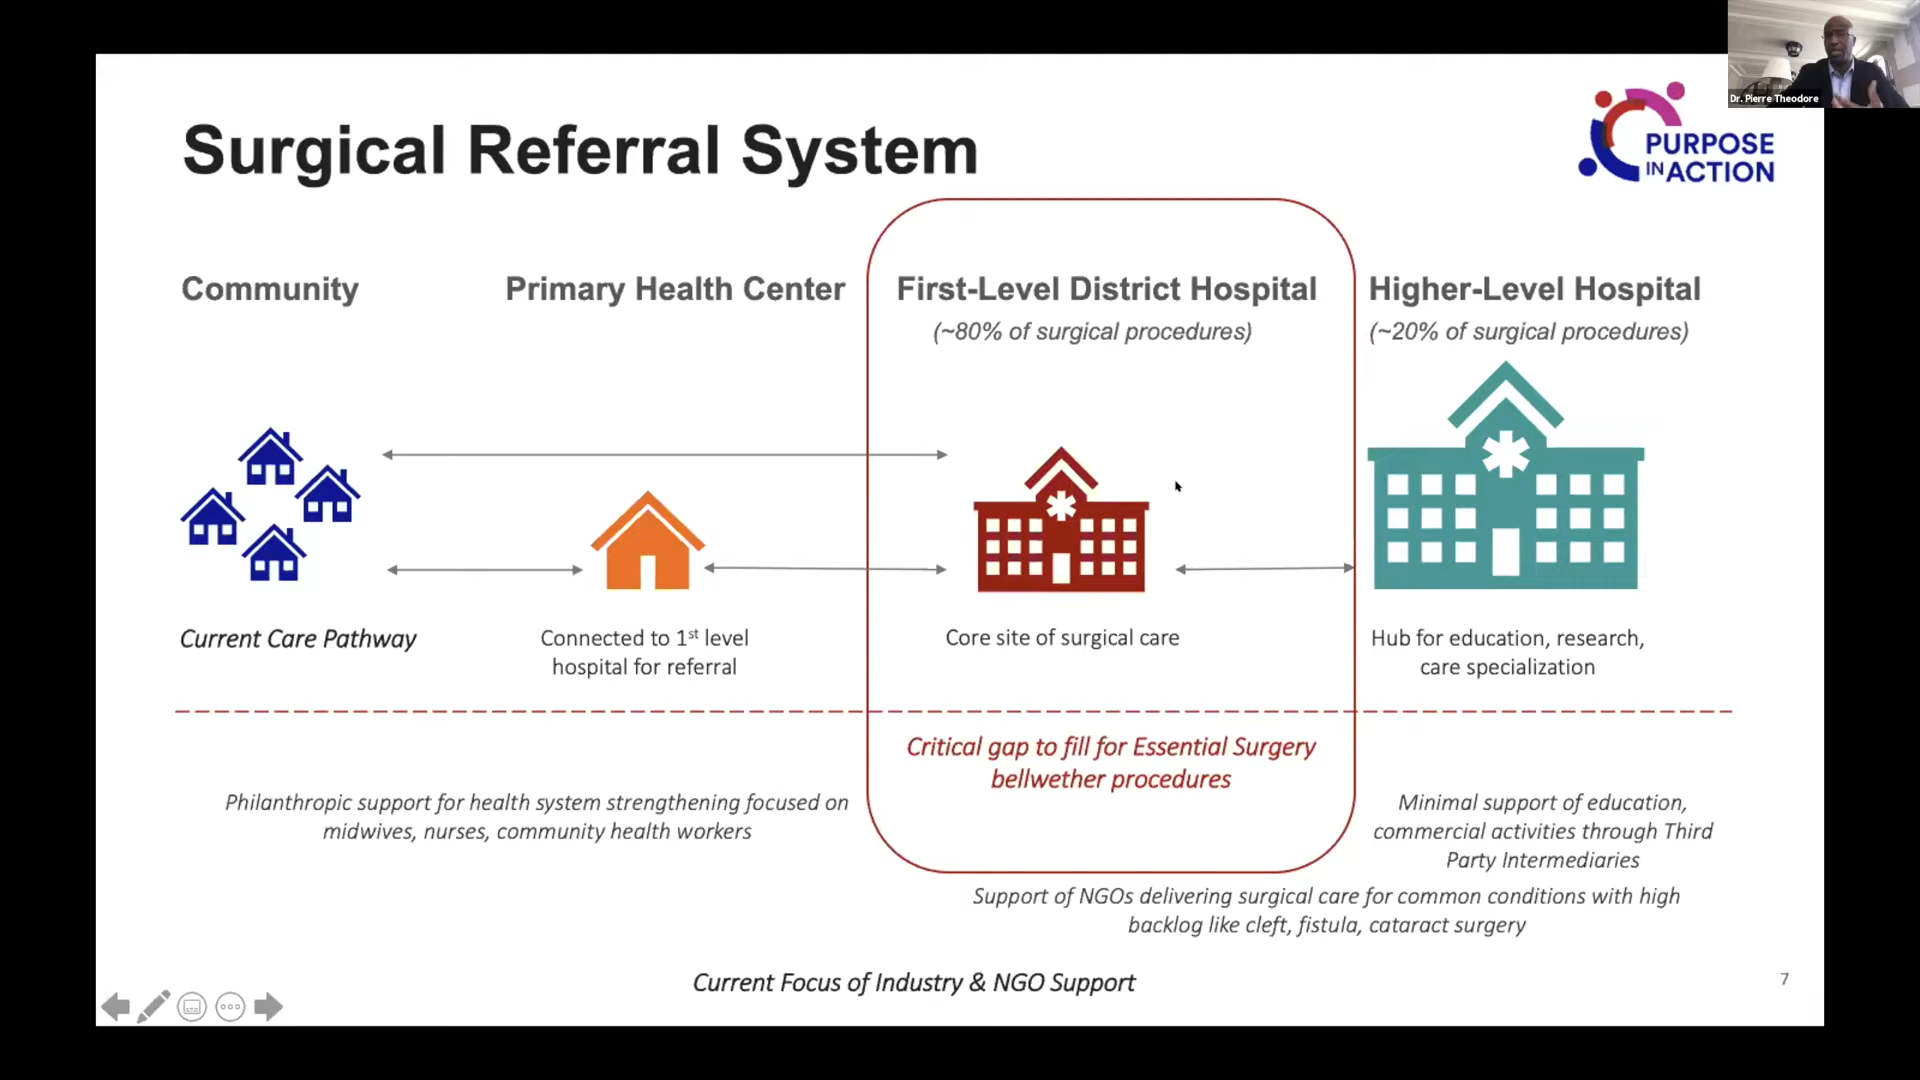 Dr. Pierre Theodore
PURPOSE
IN ACTION
Surgical Referral System
Community
Primary Health Center
First-Level District Hospital
(~80% of surgical procedures)
Higher-Level Hospital
(~20% of surgical procedures)
Current Care Pathway
Connected to 1st level
hospital for referral
Core site of surgical care
Hub for education, research,
care specialization
Critical gap to fill for Essential Surgery
bellwether procedures
Philanthropic support for health system strengthening focused on
midwives, nurses, community health workers
Minimal support of education,
commercial activities through Third
Party Intermediaries
Support of NGOs delivering surgical care for common conditions with high
backlog like cleft, fistula, cataract surgery
Current Focus of Industry & NGO Support
7